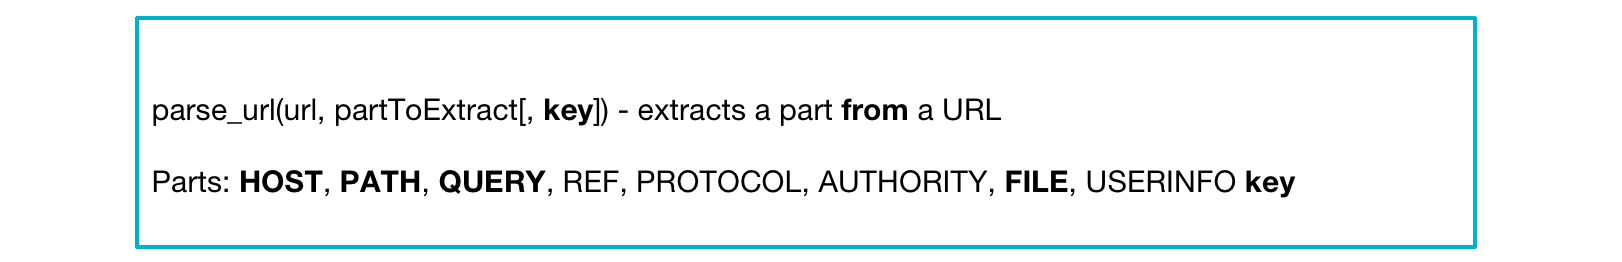 parse_url(url, partToExtract[, key]) - extracts a part from a URL
Parts: HOST, PATH, QUERY, REF, PROTOCOL, AUTHORITY, FILE, USERINFO key